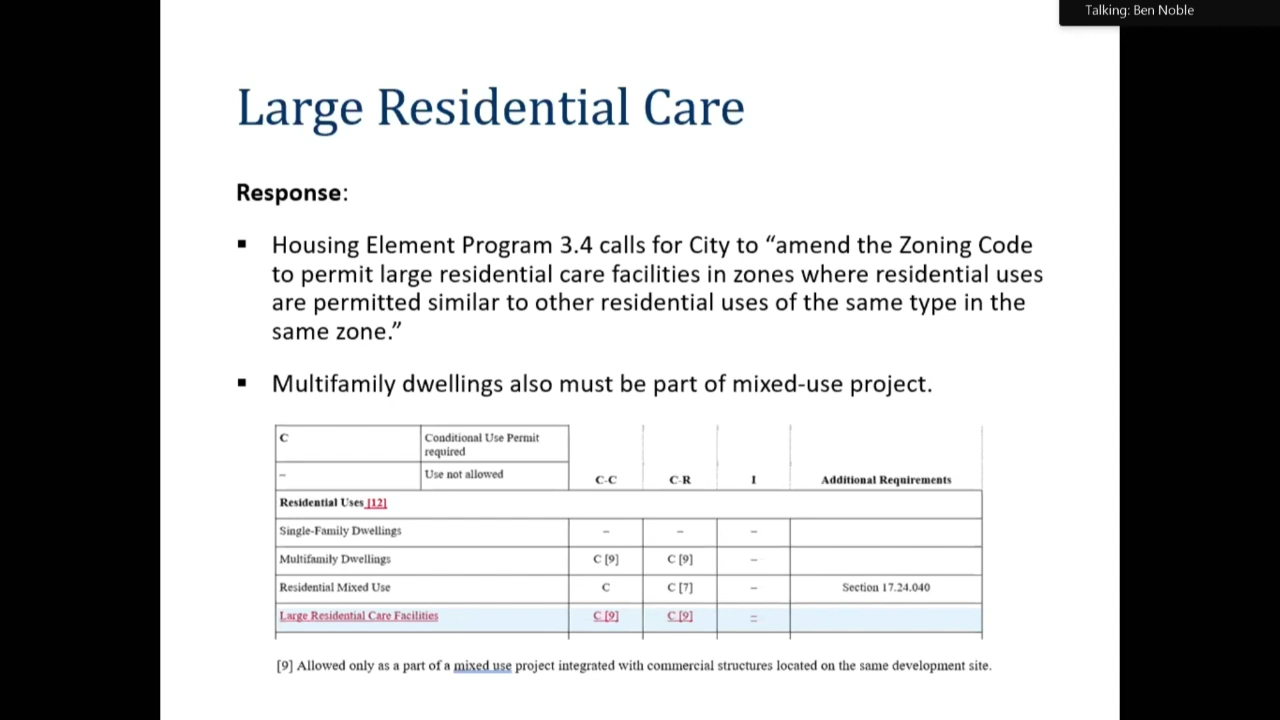 Talking: Ben Noble
Large Residential Care
Response:
▪ Housing Element Program 3.4 calls for City to “amend the Zoning Code
to permit large residential care facilities in zones where residential uses
are permitted similar to other residential uses of the same type in the
same zone.”
▪ Multifamily dwellings also must be part of mixed-use project.
C Conditional Use Permit
required
– Use not allowed
C-C C-R I Additional Requirements
Residential Uses [12]
Single-Family Dwellings – – –
Multifamily Dwellings C [9] C [9] –
Residential Mixed Use C C [7] – Section 17.24.040
Large Residential Care Facilities C [9] C [9] –
[9] Allowed only as a part of a mixed use project integrated with commercial structures located on the same development site.